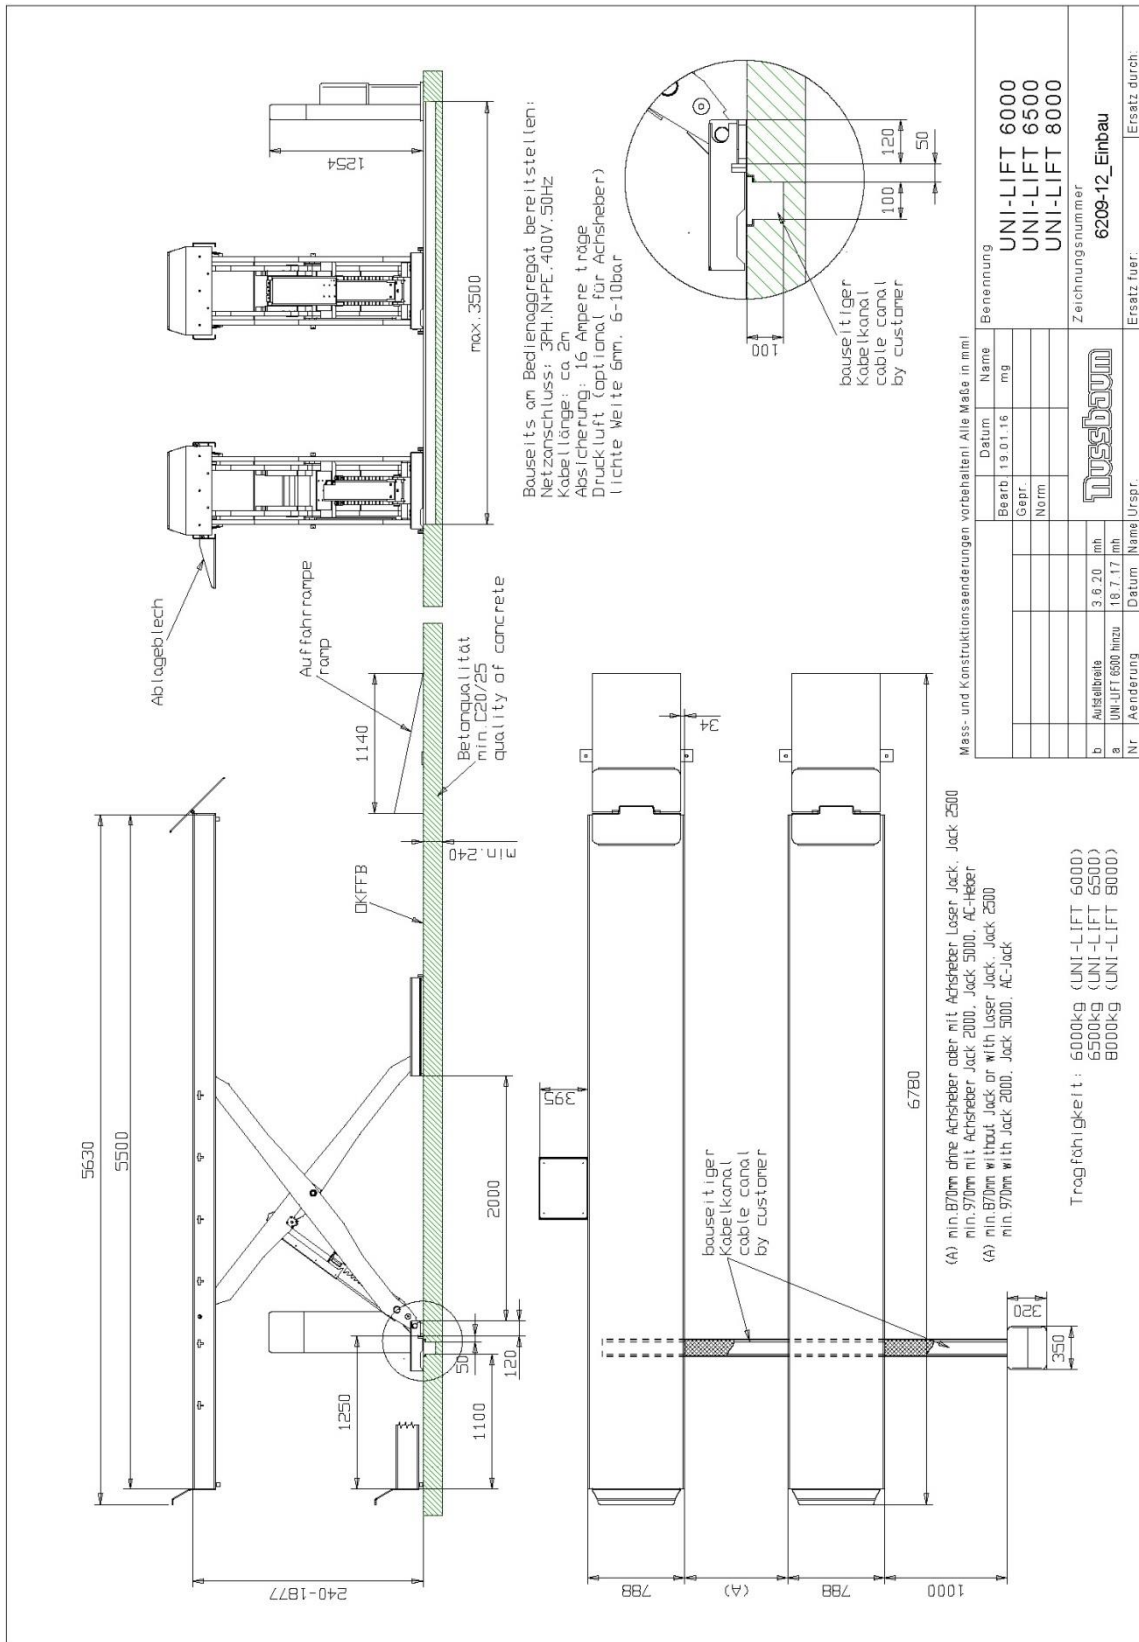 5630
5500
240-1877
1250
1100
50
120
2000
OKFFB
min.240
1140
Auffahrrampe
ramp
Betonqualität
min.C20/25
quality of concrete
Ablageblech
1254
max.3500
Bauseits am Bedienaggregat bereitstellen:
Netzanschluss: 3PH.N+PE.400V.50HZ
Kabellänge: ca 2m
Absicherung: 16 Ampere träge
Druckluft (optional für Achsheber)
lichte Weite 6mm. 6-10bar
100
bauseitiger
Kabelkanal
cable canal
by customer
100
50
120
395
34
6780
788
(A)
788
1000
bauseitiger
Kabelkanal
cable canal
by customer
350
320
(A) min.870mm ohne Achsheber oder mit Achsheber Laser Jack. Jack 2500
min.970mm mit Achsheber Jack 2000. Jack 5000. AC-Heber
(A) min.870mm without Jack or with Laser Jack. Jack 2500
min.970mm with Jack 2000. Jack 5000. AC-Jack
Tragfähigkeit: 6000kg (UNI-LIFT 6000)
6500kg (UNI-LIFT 6500)
8000kg (UNI-LIFT 8000)
Mass- und Konstruktionsaenderungen vorbehalten! Alle Maße in mm!
Datum Name
Bearb. 19.01.16 mg
Gepr.
Norm
Benennung
UNI-LIFT 6000
UNI-LIFT 6500
UNI-LIFT 8000
nussbaum
Zeichnungsnummer
6209-12_Einbau
b Aufstellbreite 3.6.20 mh
a UNI-LIFT 6500 hinzu 18.7.17 mh
Nr Aenderung Datum Name Urspr. Ersatz fuer: Ersatz durch: